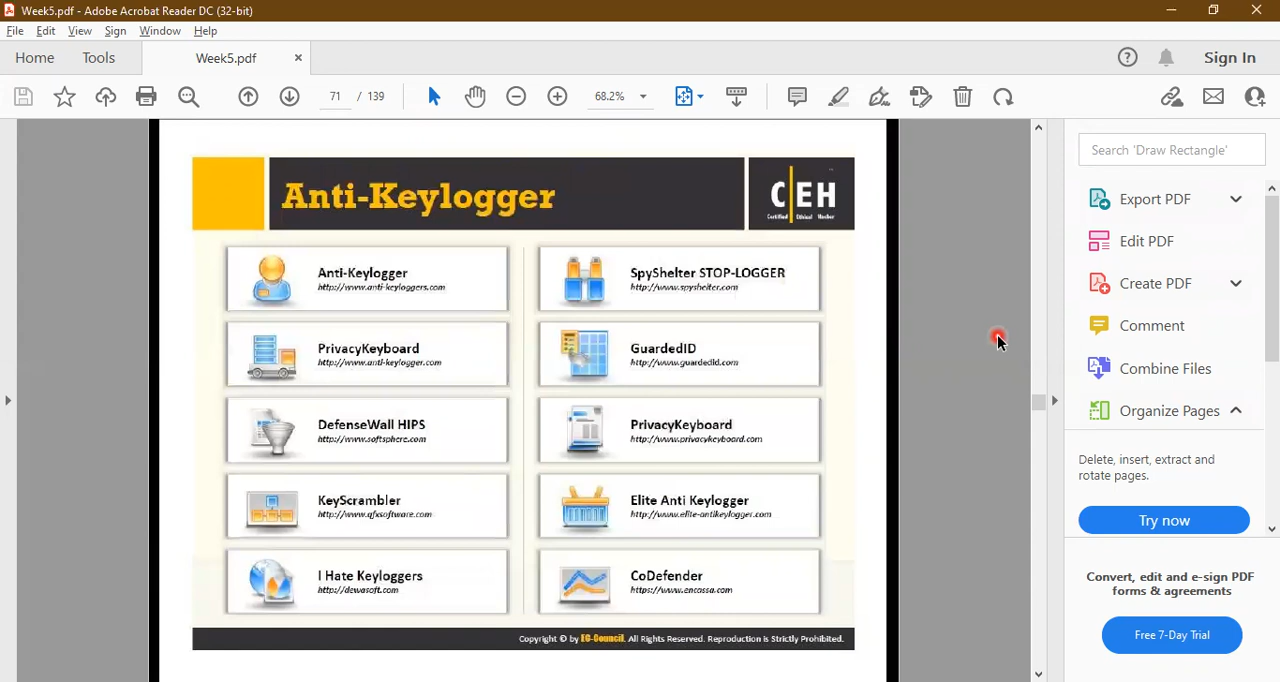 Week5.pdf - Adobe Acrobat Reader DC (32-bit)
File Edit View Sign Window Help
Home Tools Week5.pdf Sign In
71 / 139 68.2%
Search 'Draw Rectangle'
Anti-Keylogger
CEH
Certified Ethical Hacker
Anti-Keylogger
http://www.anti-keyloggers.com
SpyShelter STOP-LOGGER
http://www.spyshelter.com
PrivacyKeyboard
http://www.anti-keylogger.com
GuardedID
http://www.guardedid.com
DefenseWall HIPS
http://www.softsphere.com
PrivacyKeyboard
http://www.privacykeyboard.com
KeyScrambler
http://www.qfxsoftware.com
Elite Anti Keylogger
http://www.elite-antikeylogger.com
I Hate Keyloggers
http://dewasoft.com
CoDefender
https://www.encassa.com
Copyright © by EC-Council. All Rights Reserved. Reproduction is Strictly Prohibited.
Export PDF
Edit PDF
Create PDF
Comment
Combine Files
Organize Pages
Delete, insert, extract and
rotate pages.
Try now
Convert, edit and e-sign PDF
forms & agreements
Free 7-Day Trial